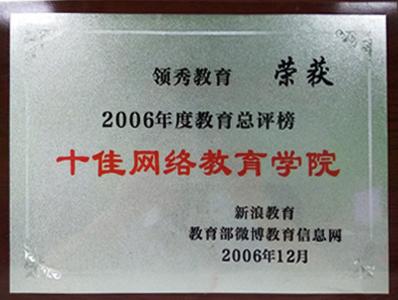 领秀教育 荣获
2006年度教育总评榜
十佳网络教育学院
新浪教育
教育部微博教育信息网
2006年12月